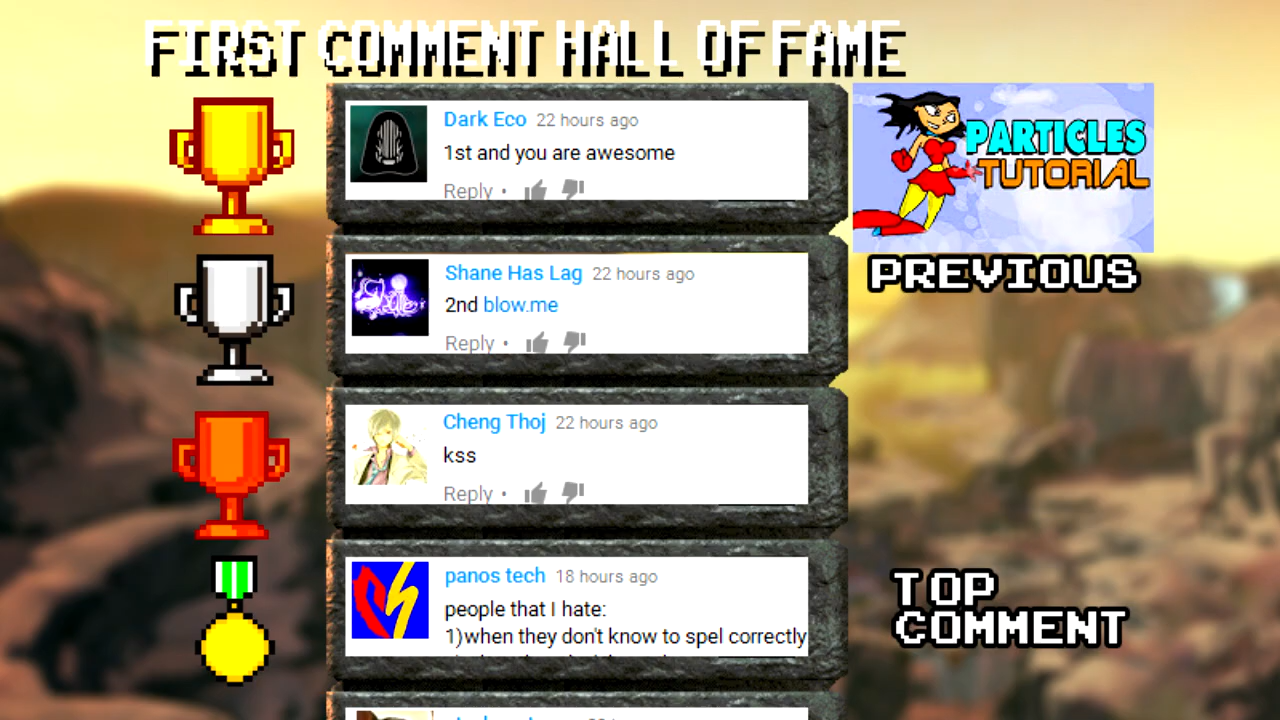 FIRST COMMENT HALL OF FAME
Dark Eco 22 hours ago
1st and you are awesome
Reply •
PARTICLES
TUTORIAL
PREVIOUS
Shane Has Lag 22 hours ago
2nd blow.me
Reply •
Cheng Thoj 22 hours ago
kss
Reply •
panos tech 18 hours ago
people that I hate:
1)when they don't know to spel correctly
TOP
COMMENT